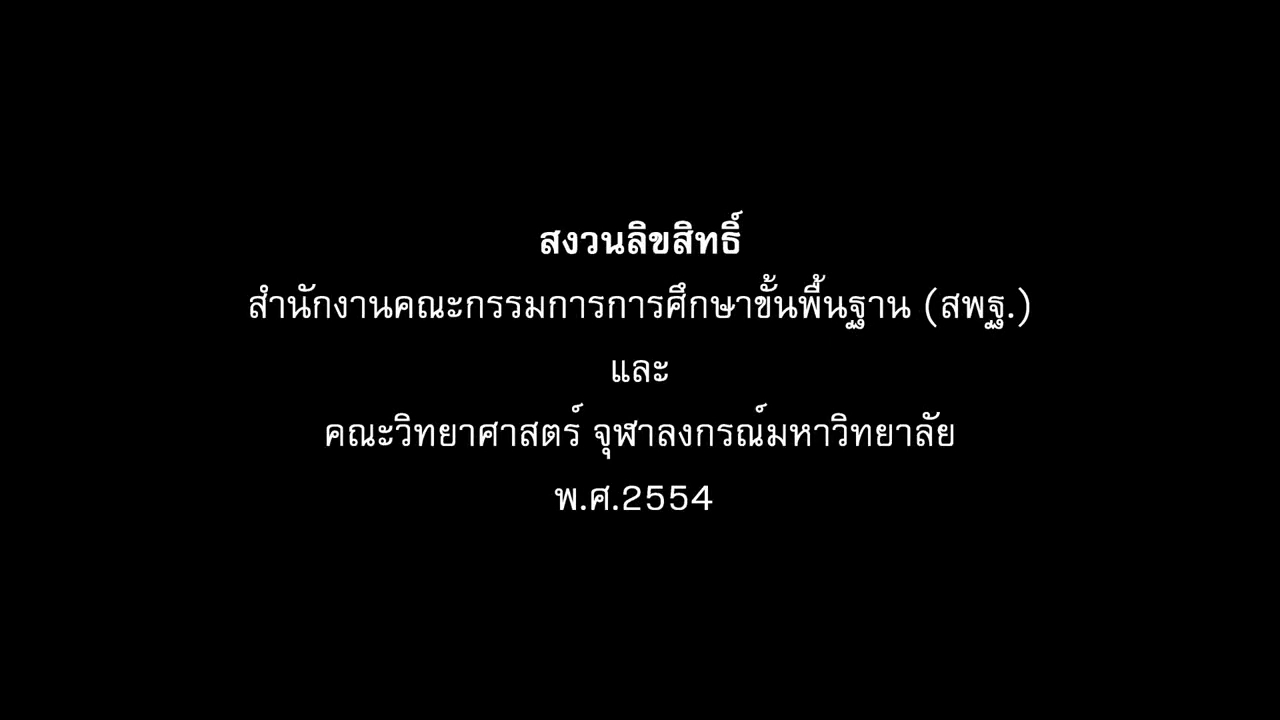 สงวนลิขสิทธิ์
สำนักงานคณะกรรมการการศึกษาขั้นพื้นฐาน (สพฐ.)
และ
คณะวิทยาศาสตร์ จุฬาลงกรณ์มหาวิทยาลัย
พ.ศ.2554